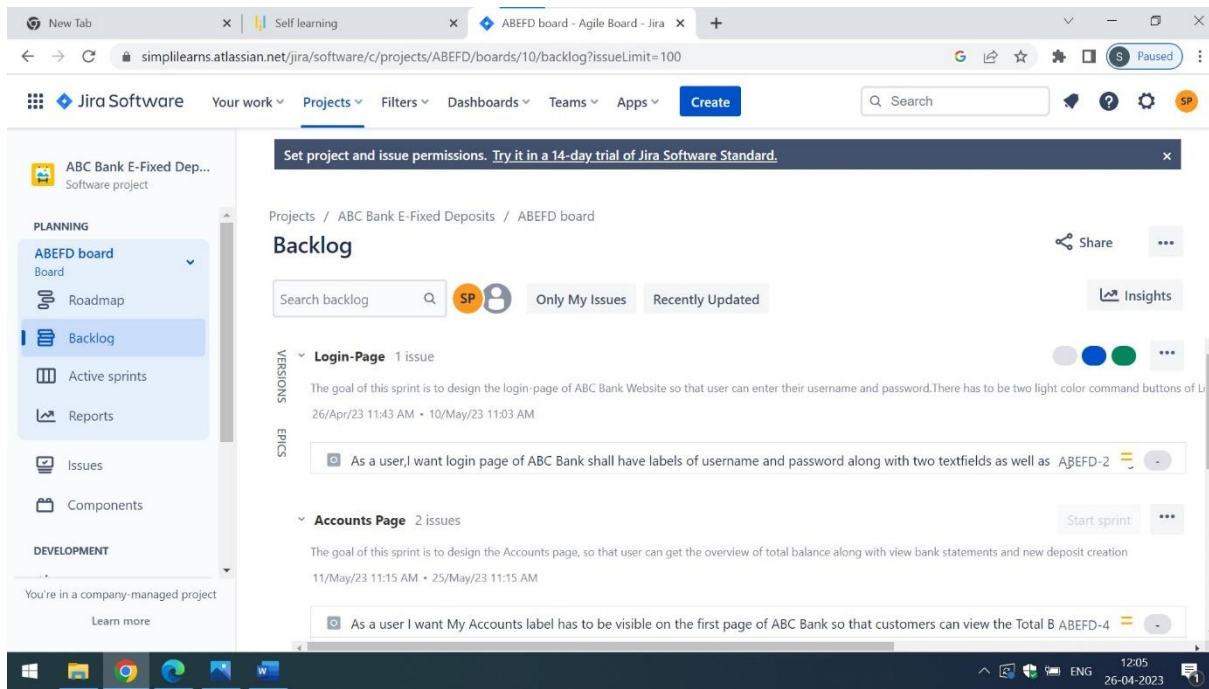 New Tab
Self learning
ABEFD board - Agile Board - Jira
simplilearns.atlassian.net/jira/software/c/projects/ABEFD/boards/10/backlog?issueLimit=100
G
S Paused
Jira Software Your work Projects Filters Dashboards Teams Apps Create Search SP
Set project and issue permissions. Try it in a 14-day trial of Jira Software Standard.
ABC Bank E-Fixed Dep...
Software project
PLANNING
ABEFD board
Board
Roadmap
Backlog
Active sprints
Reports
Issues
Components
DEVELOPMENT
You're in a company-managed project
Learn more
Projects / ABC Bank E-Fixed Deposits / ABEFD board
Backlog
Share
Search backlog SP Only My Issues Recently Updated Insights
VERSIONS
EPICS
Login-Page 1 issue
The goal of this sprint is to design the login-page of ABC Bank Website so that user can enter their username and password.There has to be two light color command buttons of
26/Apr/23 11:43 AM • 10/May/23 11:03 AM
As a user,I want login page of ABC Bank shall have labels of username and password along with two textfields as well as ABEFD-2 -
Accounts Page 2 issues Start sprint
The goal of this sprint is to design the Accounts page, so that user can get the overview of total balance along with view bank statements and new deposit creation
11/May/23 11:15 AM • 25/May/23 11:15 AM
As a user I want My Accounts label has to be visible on the first page of ABC Bank so that customers can view the Total B ABEFD-4 -
ENG
12:05
26-04-2023
1